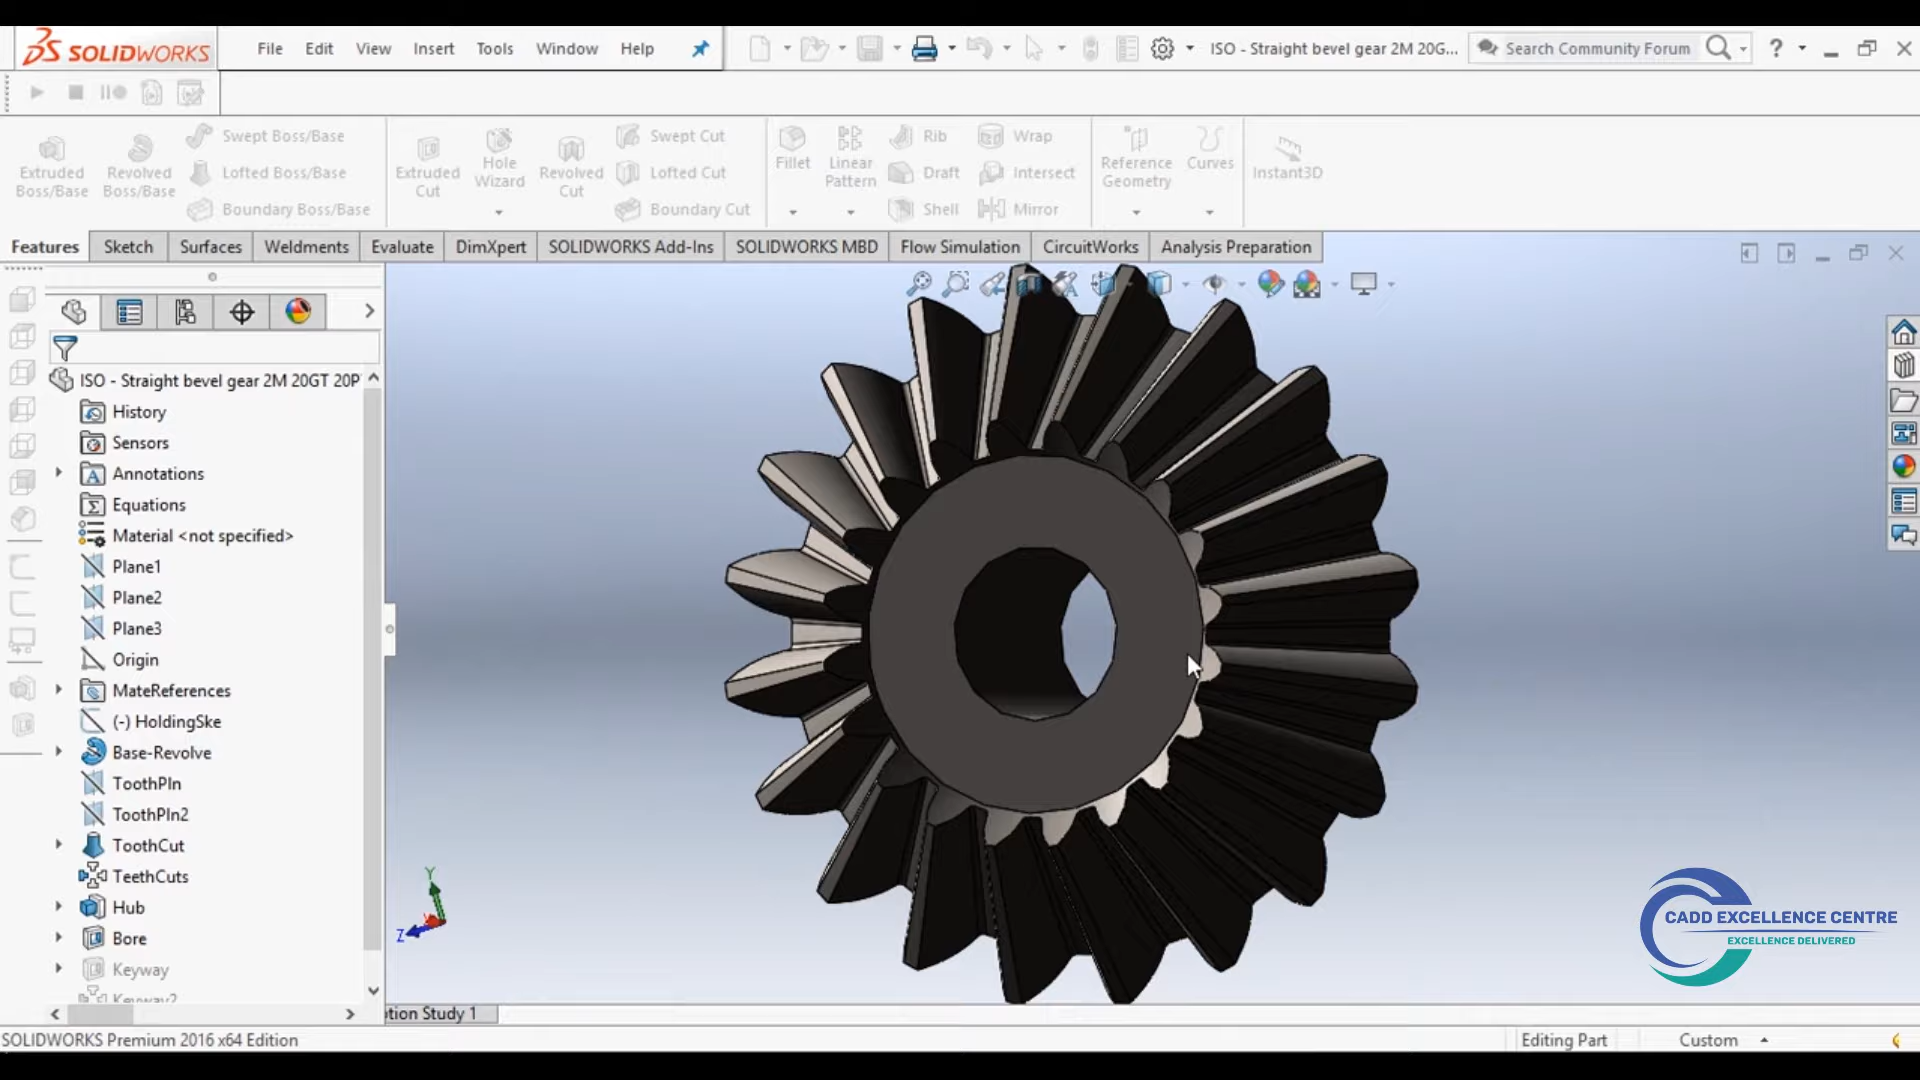 SOLIDWORKS File Edit View Insert Tools Window Help ISO - Straight bevel gear 2M 20G... Search Community Forum ?
Extruded Boss/Base
Revolved Boss/Base
Swept Boss/Base
Lofted Boss/Base
Boundary Boss/Base
Extruded Cut
Hole Wizard
Revolved Cut
Swept Cut
Lofted Cut
Boundary Cut
Fillet
Linear Pattern
Rib
Draft
Shell
Wrap
Intersect
Mirror
Reference Geometry
Curves
Instant3D
Features Sketch Surfaces Weldments Evaluate DimXpert SOLIDWORKS Add-Ins SOLIDWORKS MBD Flow Simulation CircuitWorks Analysis Preparation
ISO - Straight bevel gear 2M 20GT 20P
History
Sensors
Annotations
Equations
Material <not specified>
Plane1
Plane2
Plane3
Origin
MateReferences
(-) HoldingSke
Base-Revolve
ToothPln
ToothPln2
ToothCut
TeethCuts
Hub
Bore
Keyway
Keyway2
Y
Z
CADD EXCELLENCE CENTRE
EXCELLENCE DELIVERED
tion Study 1
SOLIDWORKS Premium 2016 x64 Edition Editing Part Custom